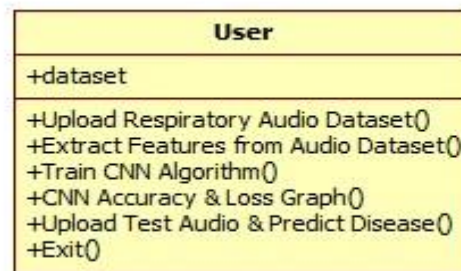 User
+dataset
+Upload Respiratory Audio Dataset()
+Extract Features from Audio Dataset()
+Train CNN Algorithm()
+CNN Accuracy & Loss Graph()
+Upload Test Audio & Predict Disease()
+Exit()